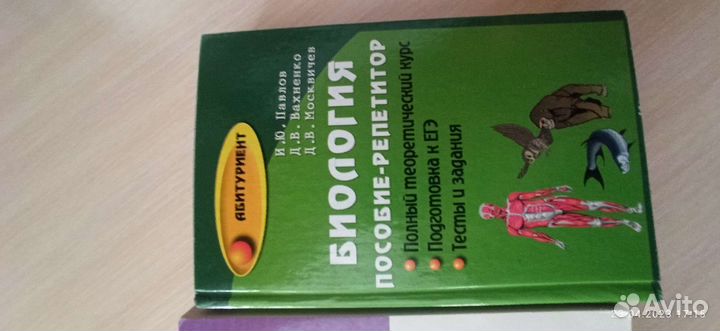 АБИТУРИЕНТ
И.Ю. Павлов
Д.В. Вахненко
Д.В. Москвичев
БИОЛОГИЯ
ПОСОБИЕ-РЕПЕТИТОР
Полный теоретический курс
Подготовка к ЕГЭ
Тесты и задания
Avito